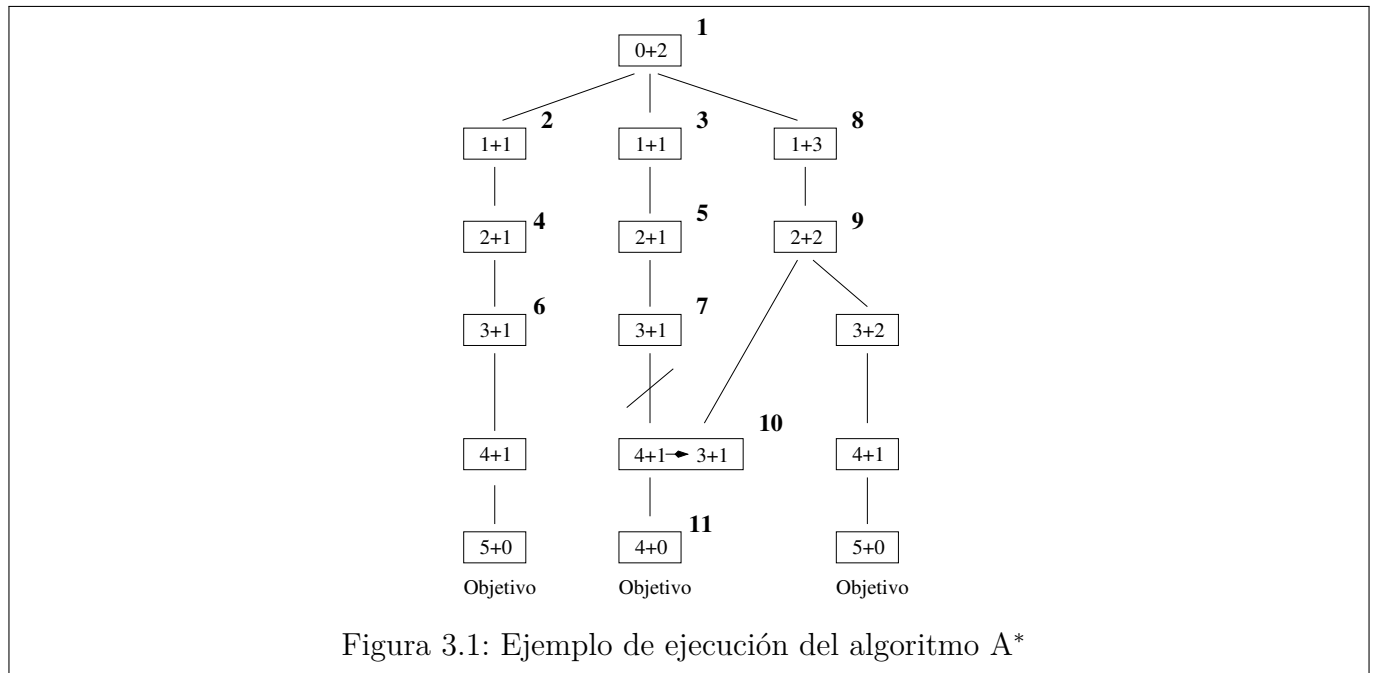 1
0+2
2 3 8
1+1 1+1 1+3
4 5 9
2+1 2+1 2+2
6 7
3+1 3+1 3+2
10
4+1 4+1 3+1 4+1
11
5+0 4+0 5+0
Objetivo Objetivo Objetivo
Figura 3.1: Ejemplo de ejecución del algoritmo A*